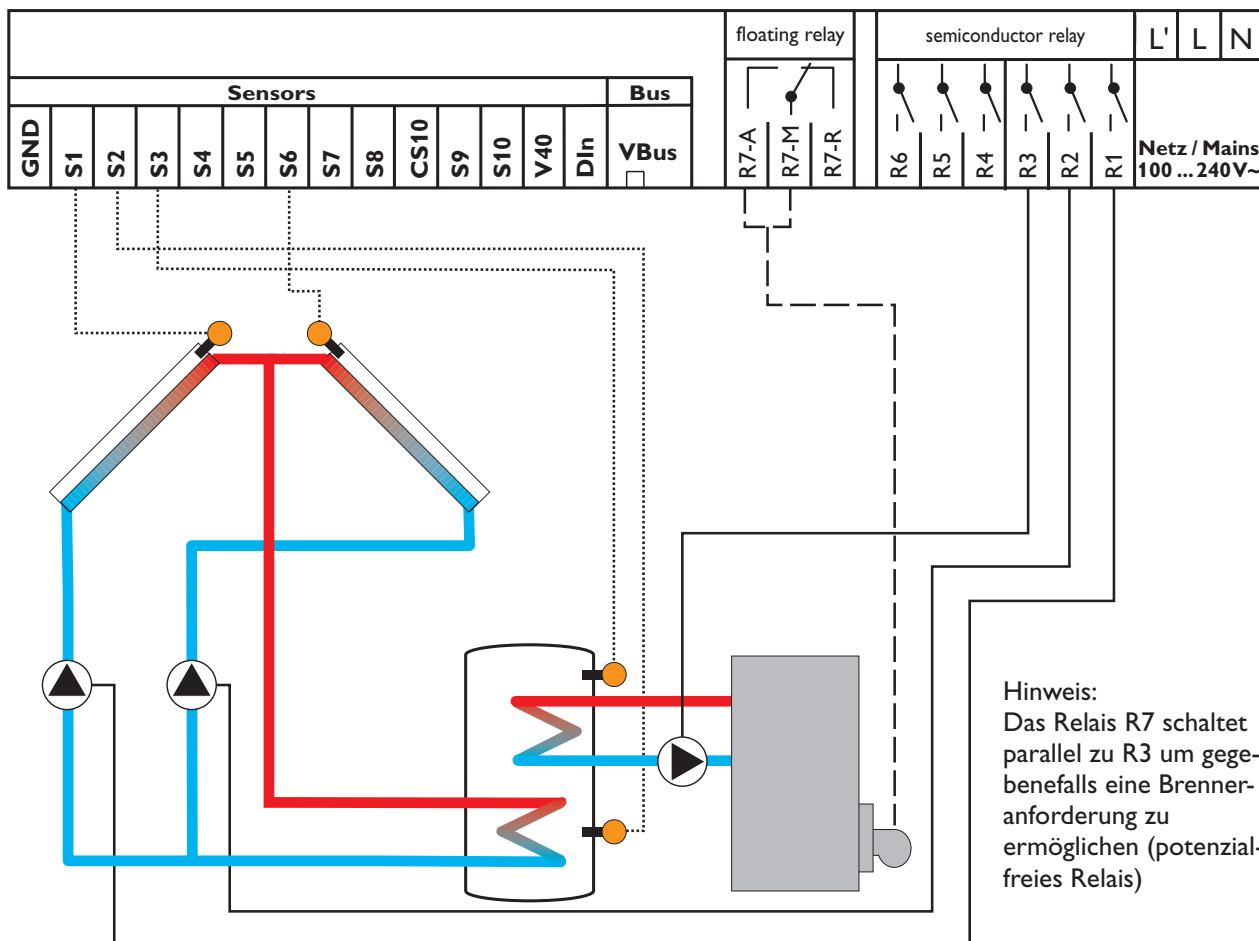 floating relay
semiconductor relay
L' L N
Sensors
Bus
GND
S1
S2
S3
S4
S5
S6
S7
S8
CS10
S9
S10
V40
DIn
VBus
R7-A
R7-M
R7-R
R6
R5
R4
R3
R2
R1
Netz / Mains
100 ... 240 V~
Hinweis:
Das Relais R7 schaltet
parallel zu R3 um gege-
benefalls eine Brenner-
anforderung zu
ermöglichen (potenzial-
freies Relais)